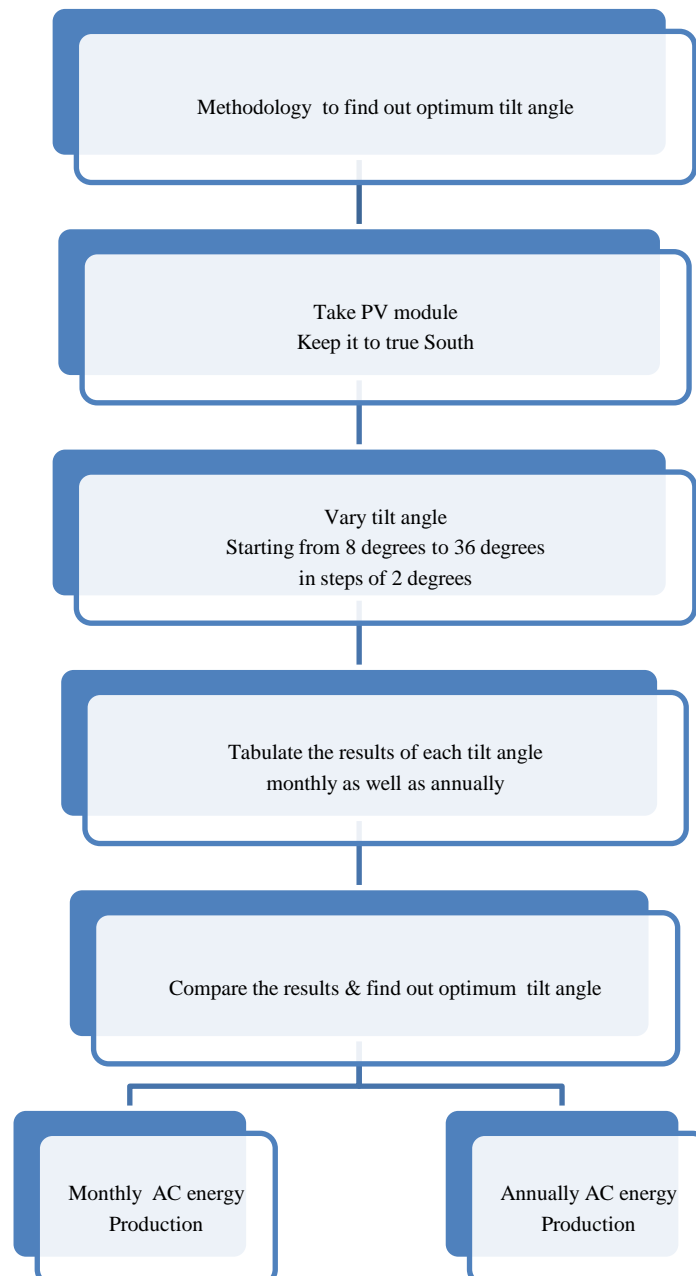 Methodology to find out optimum tilt angle
Take PV module
Keep it to true South
Vary tilt angle
Starting from 8 degrees to 36 degrees
in steps of 2 degrees
Tabulate the results of each tilt angle
monthly as well as annually
Compare the results & find out optimum tilt angle
Monthly AC energy
Production
Annually AC energy
Production